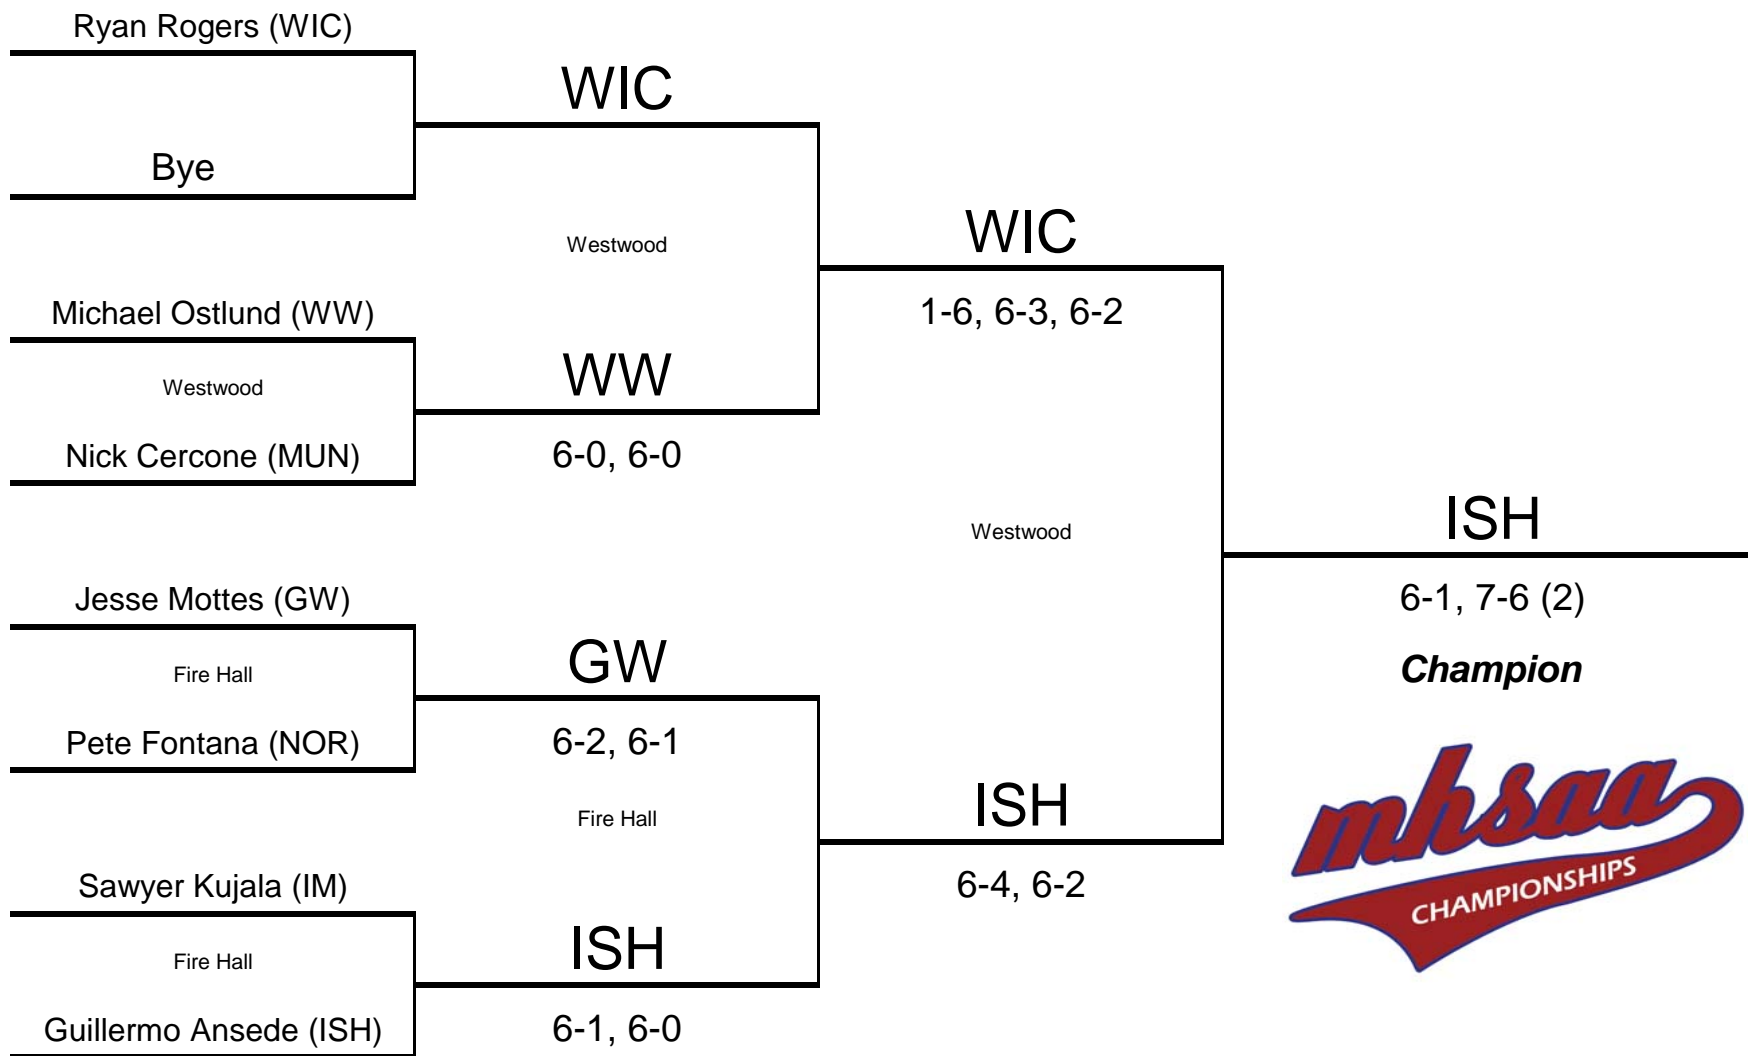 Ryan Rogers (WIC)
WIC
Bye
Westwood
WIC
Michael Ostlund (WW)
1-6, 6-3, 6-2
Westwood
WW
Nick Cercone (MUN)
6-0, 6-0
Westwood
ISH
Jesse Mottes (GW)
6-1, 7-6 (2)
Fire Hall
GW
Champion
Pete Fontana (NOR)
6-2, 6-1
Fire Hall
ISH
Sawyer Kujala (IM)
6-4, 6-2
Fire Hall
ISH
Guillermo Ansede (ISH)
6-1, 6-0
mhsaa
CHAMPIONSHIPS